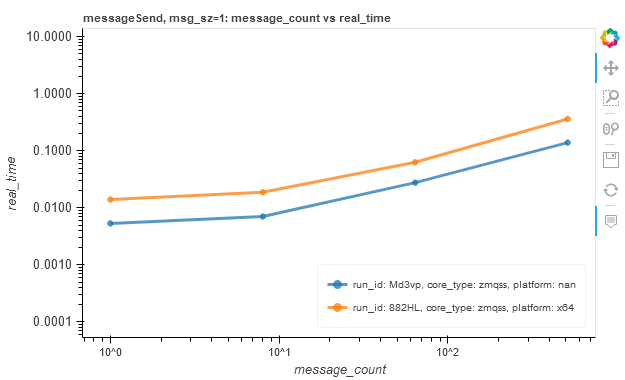 messageSend, msg_sz=1: message_count vs real_time
10.0000
1.0000
0.1000
0.0100
0.0010
0.0001
real_time
run_id: Md3vp, core_type: zmqss, platform: nan
run_id: 882HL, core_type: zmqss, platform: x64
10^0
10^1
10^2
message_count